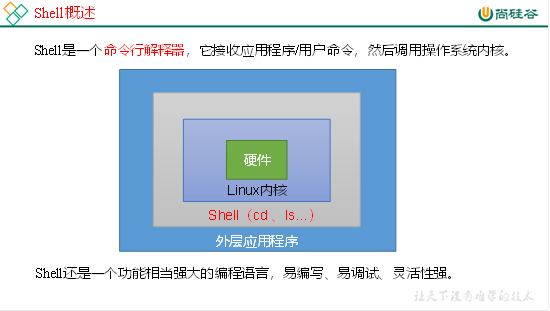 Shell概述
尚硅谷
Shell是一个命令行解释器，它接收应用程序/用户命令，然后调用操作系统内核。
硬件
Linux内核
Shell（cd 、ls…）
外层应用程序
Shell还是一个功能相当强大的编程语言，易编写、易调试、灵活性强。
让天下没有难学的技术